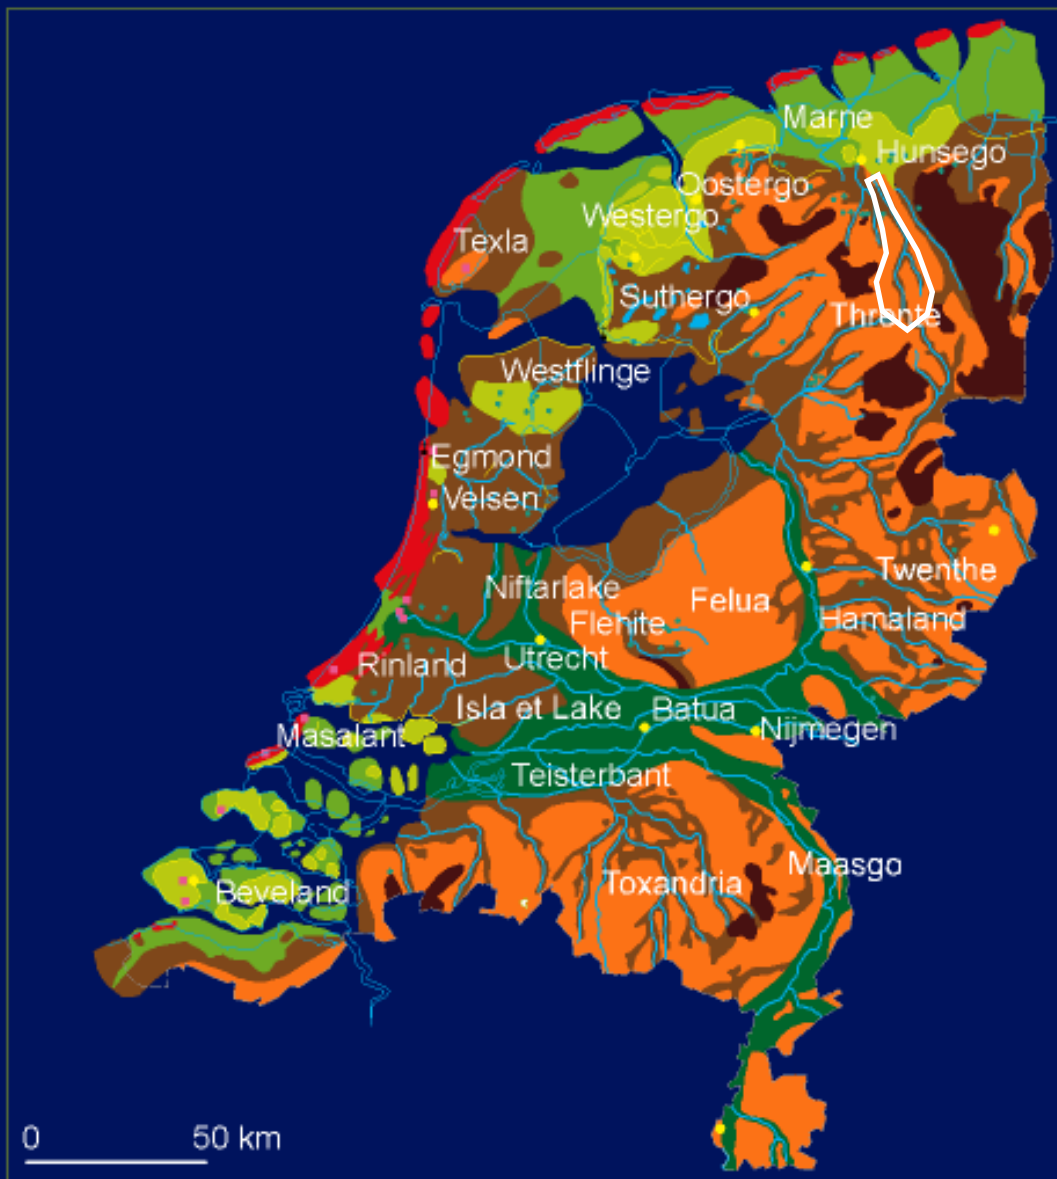 Marne
Hunsego
Oostergo
Westergo
Texla
Suthergo
Thrente
Westflinge
Egmond
Velsen
Twenthe
Niftarlake
Felua
Flehite
Hamaland
Utrecht
Rinland
Isla et Lake
Batua
Nijmegen
Masalant
Teisterbant
Maasgo
Toxandria
Beveland
0 50 km